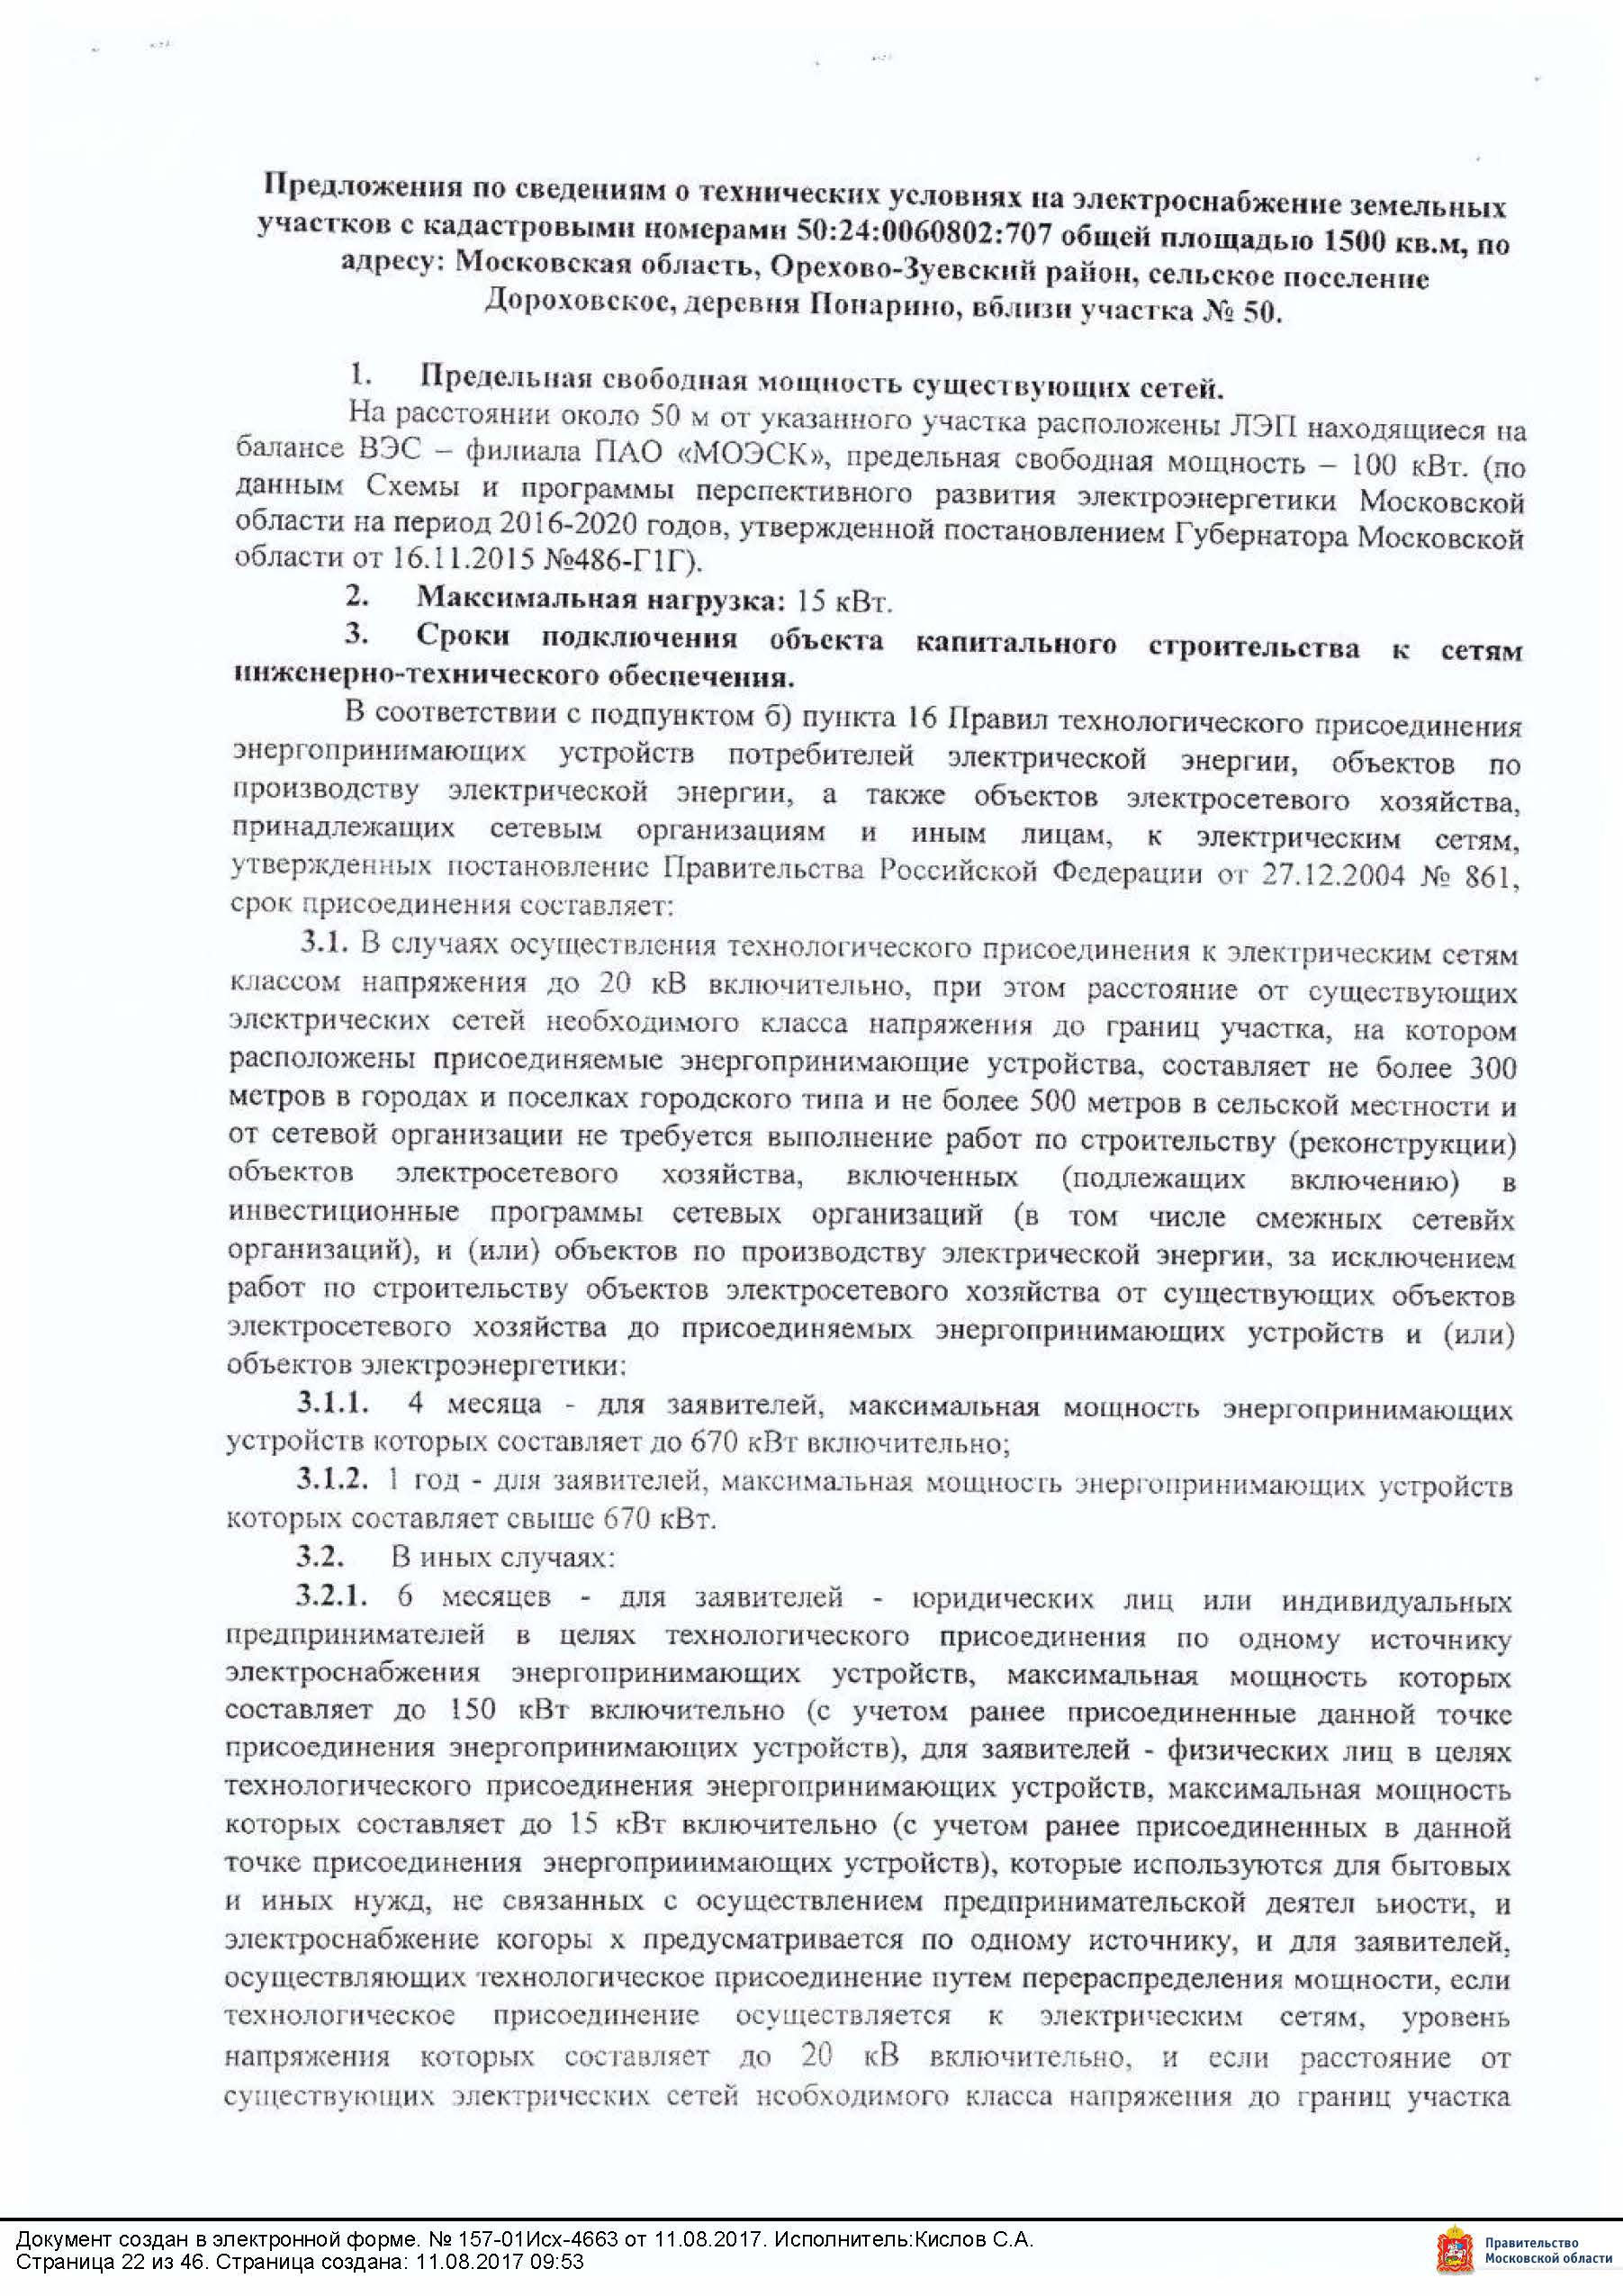 Предложения по сведениям о технических условиях на электроснабжение земельных
участков с кадастровыми номерами 50:24:0060802:707 общей площадью 1500 кв.м, по
адресу: Московская область, Орехово-Зуевский район, сельское поселение
Дороховское, деревня Понарино, вблизи участка № 50.
1. Предельная свободная мощность существующих сетей.
На расстоянии около 50 м от указанного участка расположены ЛЭП находящиеся на
балансе ВЭС – филиала ПАО «МОЭСК», предельная свободная мощность – 100 кВт. (по
данным Схемы и программы перспективного развития электроэнергетики Московской
области на период 2016-2020 годов, утвержденной постановлением Губернатора Московской
области от 16.11.2015 №486-Г1Г).
2. Максимальная нагрузка: 15 кВт.
3. Сроки подключения объекта капитального строительства к сетям
инженерно-технического обеспечения.
В соответствии с подпунктом б) пункта 16 Правил технологического присоединения
энергопринимающих устройств потребителей электрической энергии, объектов по
производству электрической энергии, а также объектов электросетевого хозяйства,
принадлежащих сетевым организациям и иным лицам, к электрическим сетям,
утвержденных постановление Правительства Российской Федерации от 27.12.2004 № 861,
срок присоединения составляет:
3.1. В случаях осуществления технологического присоединения к электрическим сетям
классом напряжения до 20 кВ включительно, при этом расстояние от существующих
электрических сетей необходимого класса напряжения до границ участка, на котором
расположены присоединяемые энергопринимающие устройства, составляет не более 300
метров в городах и поселках городского типа и не более 500 метров в сельской местности и
от сетевой организации не требуется выполнение работ по строительству (реконструкции)
объектов электросетевого хозяйства, включенных (подлежащих включению) в
инвестиционные программы сетевых организаций (в том числе смежных сетевйх
организаций), и (или) объектов по производству электрической энергии, за исключением
работ по строительству объектов электросетевого хозяйства от существующих объектов
электросетевого хозяйства до присоединяемых энергопринимающих устройств и (или)
объектов электроэнергетики:
3.1.1. 4 месяца - для заявителей, максимальная мощность энергопринимающих
устройств которых составляет до 670 кВт включительно;
3.1.2. 1 год - для заявителей, максимальная мощность энергопринимающих устройств
которых составляет свыше 670 кВт.
3.2. В иных случаях:
3.2.1. 6 месяцев - для заявителей - юридических лиц или индивидуальных
предпринимателей в целях технологического присоединения по одному источнику
электроснабжения энергопринимающих устройств, максимальная мощность которых
составляет до 150 кВт включительно (с учетом ранее присоединенные данной точке
присоединения энергопринимающих устройств), для заявителей - физических лиц в целях
технологического присоединения энергопринимающих устройств, максимальная мощность
которых составляет до 15 кВт включительно (с учетом ранее присоединенных в данной
точке присоединения энергоприиимающих устройств), которые используются для бытовых
и иных нужд, не связанных с осуществлением предпринимательской деятел ьиости, и
электроснабжение когоры х предусматривается по одному источнику, и для заявителей,
осуществляющих технологическое присоединение путем перераспределения мощности, если
технологическое присоединение осуществляется к электрическим сетям, уровень
напряжения которых составляет до 20 кВ включительно, и если расстояние от
существующих электрических сетей необходимого класса напряжения до границ участка
Документ создан в электронной форме. № 157-01Исх-4663 от 11.08.2017. Исполнитель:Кислов С.А.
Страница 22 из 46. Страница создана: 11.08.2017 09:53
Правительство
Московской области